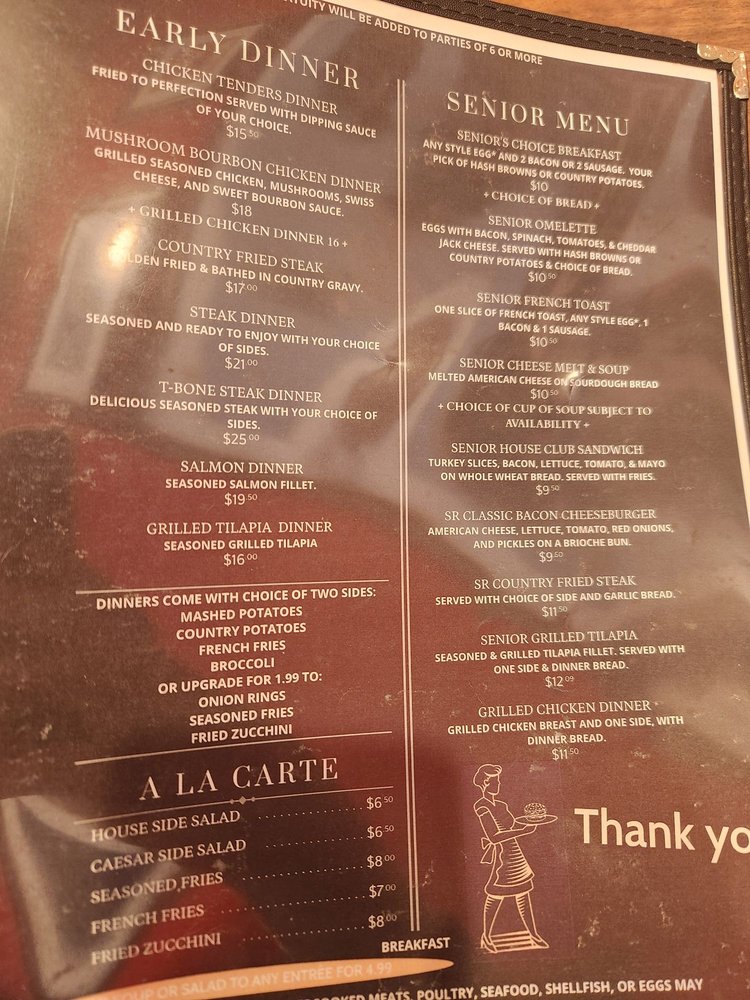 TUITY WILL BE ADDED TO PARTIES OF 6 OR MORE
EARLY DINNER
CHICKEN TENDERS DINNER
FRIED TO PERFECTION SERVED WITH DIPPING SAUCE
OF YOUR CHOICE.
$15.50
MUSHROOM BOURBON CHICKEN DINNER
GRILLED SEASONED CHICKEN, MUSHROOMS, SWISS
CHEESE, AND SWEET BOURBON SAUCE.
$18
+ GRILLED CHICKEN DINNER 16 +
COUNTRY FRIED STEAK
LDEN FRIED & BATHED IN COUNTRY GRAVY.
$17.00
STEAK DINNER
SEASONED AND READY TO ENJOY WITH YOUR CHOICE
OF SIDES.
$21.00
T-BONE STEAK DINNER
DELICIOUS SEASONED STEAK WITH YOUR CHOICE OF
SIDES.
$25.00
SALMON DINNER
SEASONED SALMON FILLET.
$19.50
GRILLED TILAPIA DINNER
SEASONED GRILLED TILAPIA
$16.00
DINNERS COME WITH CHOICE OF TWO SIDES:
MASHED POTATOES
COUNTRY POTATOES
FRENCH FRIES
BROCCOLI
OR UPGRADE FOR 1.99 TO:
ONION RINGS
SEASONED FRIES
FRIED ZUCCHINI
A LA CARTE
HOUSE SIDE SALAD $6.50
CAESAR SIDE SALAD $6.50
SEASONED FRIES $8.00
FRENCH FRIES $7.00
FRIED ZUCCHINI $8.00
OUP OR SALAD TO ANY ENTRÉE FOR 4.99
SENIOR MENU
SENIOR'S CHOICE BREAKFAST
ANY STYLE EGG* AND 2 BACON OR 2 SAUSAGE. YOUR
PICK OF HASH BROWNS OR COUNTRY POTATOES.
$10
+ CHOICE OF BREAD +
SENIOR OMELETTE
EGGS WITH BACON, SPINACH, TOMATOES, & CHEDDAR
JACK CHEESE. SERVED WITH HASH BROWNS OR
COUNTRY POTATOES & CHOICE OF BREAD.
$10.50
SENIOR FRENCH TOAST
ONE SLICE OF FRENCH TOAST, ANY STYLE EGG*, 1
BACON & 1 SAUSAGE.
$10.50
SENIOR CHEESE MELT & SOUP
MELTED AMERICAN CHEESE ON SOURDOUGH BREAD
$10.50
+ CHOICE OF CUP OF SOUP SUBJECT TO
AVAILABILITY +
SENIOR HOUSE CLUB SANDWICH
TURKEY SLICES, BACON, LETTUCE, TOMATO, & MAYO
ON WHOLE WHEAT BREAD. SERVED WITH FRIES.
$9.50
SR CLASSIC BACON CHEESEBURGER
AMERICAN CHEESE, LETTUCE, TOMATO, RED ONIONS,
AND PICKLES ON A BRIOCHE BUN.
$9.50
SR COUNTRY FRIED STEAK
SERVED WITH CHOICE OF SIDE AND GARLIC BREAD.
$11.50
SENIOR GRILLED TILAPIA
SEASONED & GRILLED TILAPIA FILLET. SERVED WITH
ONE SIDE & DINNER BREAD.
$12.09
GRILLED CHICKEN DINNER
GRILLED CHICKEN BREAST AND ONE SIDE, WITH
DINNER BREAD.
$11.50
Thank yo
BREAKFAST
MEATS, POULTRY, SEAFOOD, SHELLFISH, OR EGGS MAY